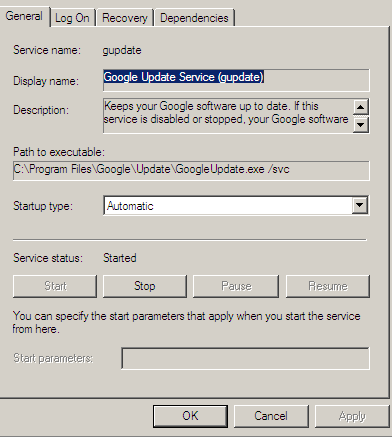 General Log On Recovery Dependencies
Service name: gupdate
Display name: Google Update Service (gupdate)
Description: Keeps your Google software up to date. If this
service is disabled or stopped, your Google software
Path to executable:
C:\Program Files\Google\Update\GoogleUpdate.exe /svc
Startup type: Automatic
Service status: Started
Start Stop Pause Resume
You can specify the start parameters that apply when you start the service
from here.
Start parameters:
OK Cancel Apply